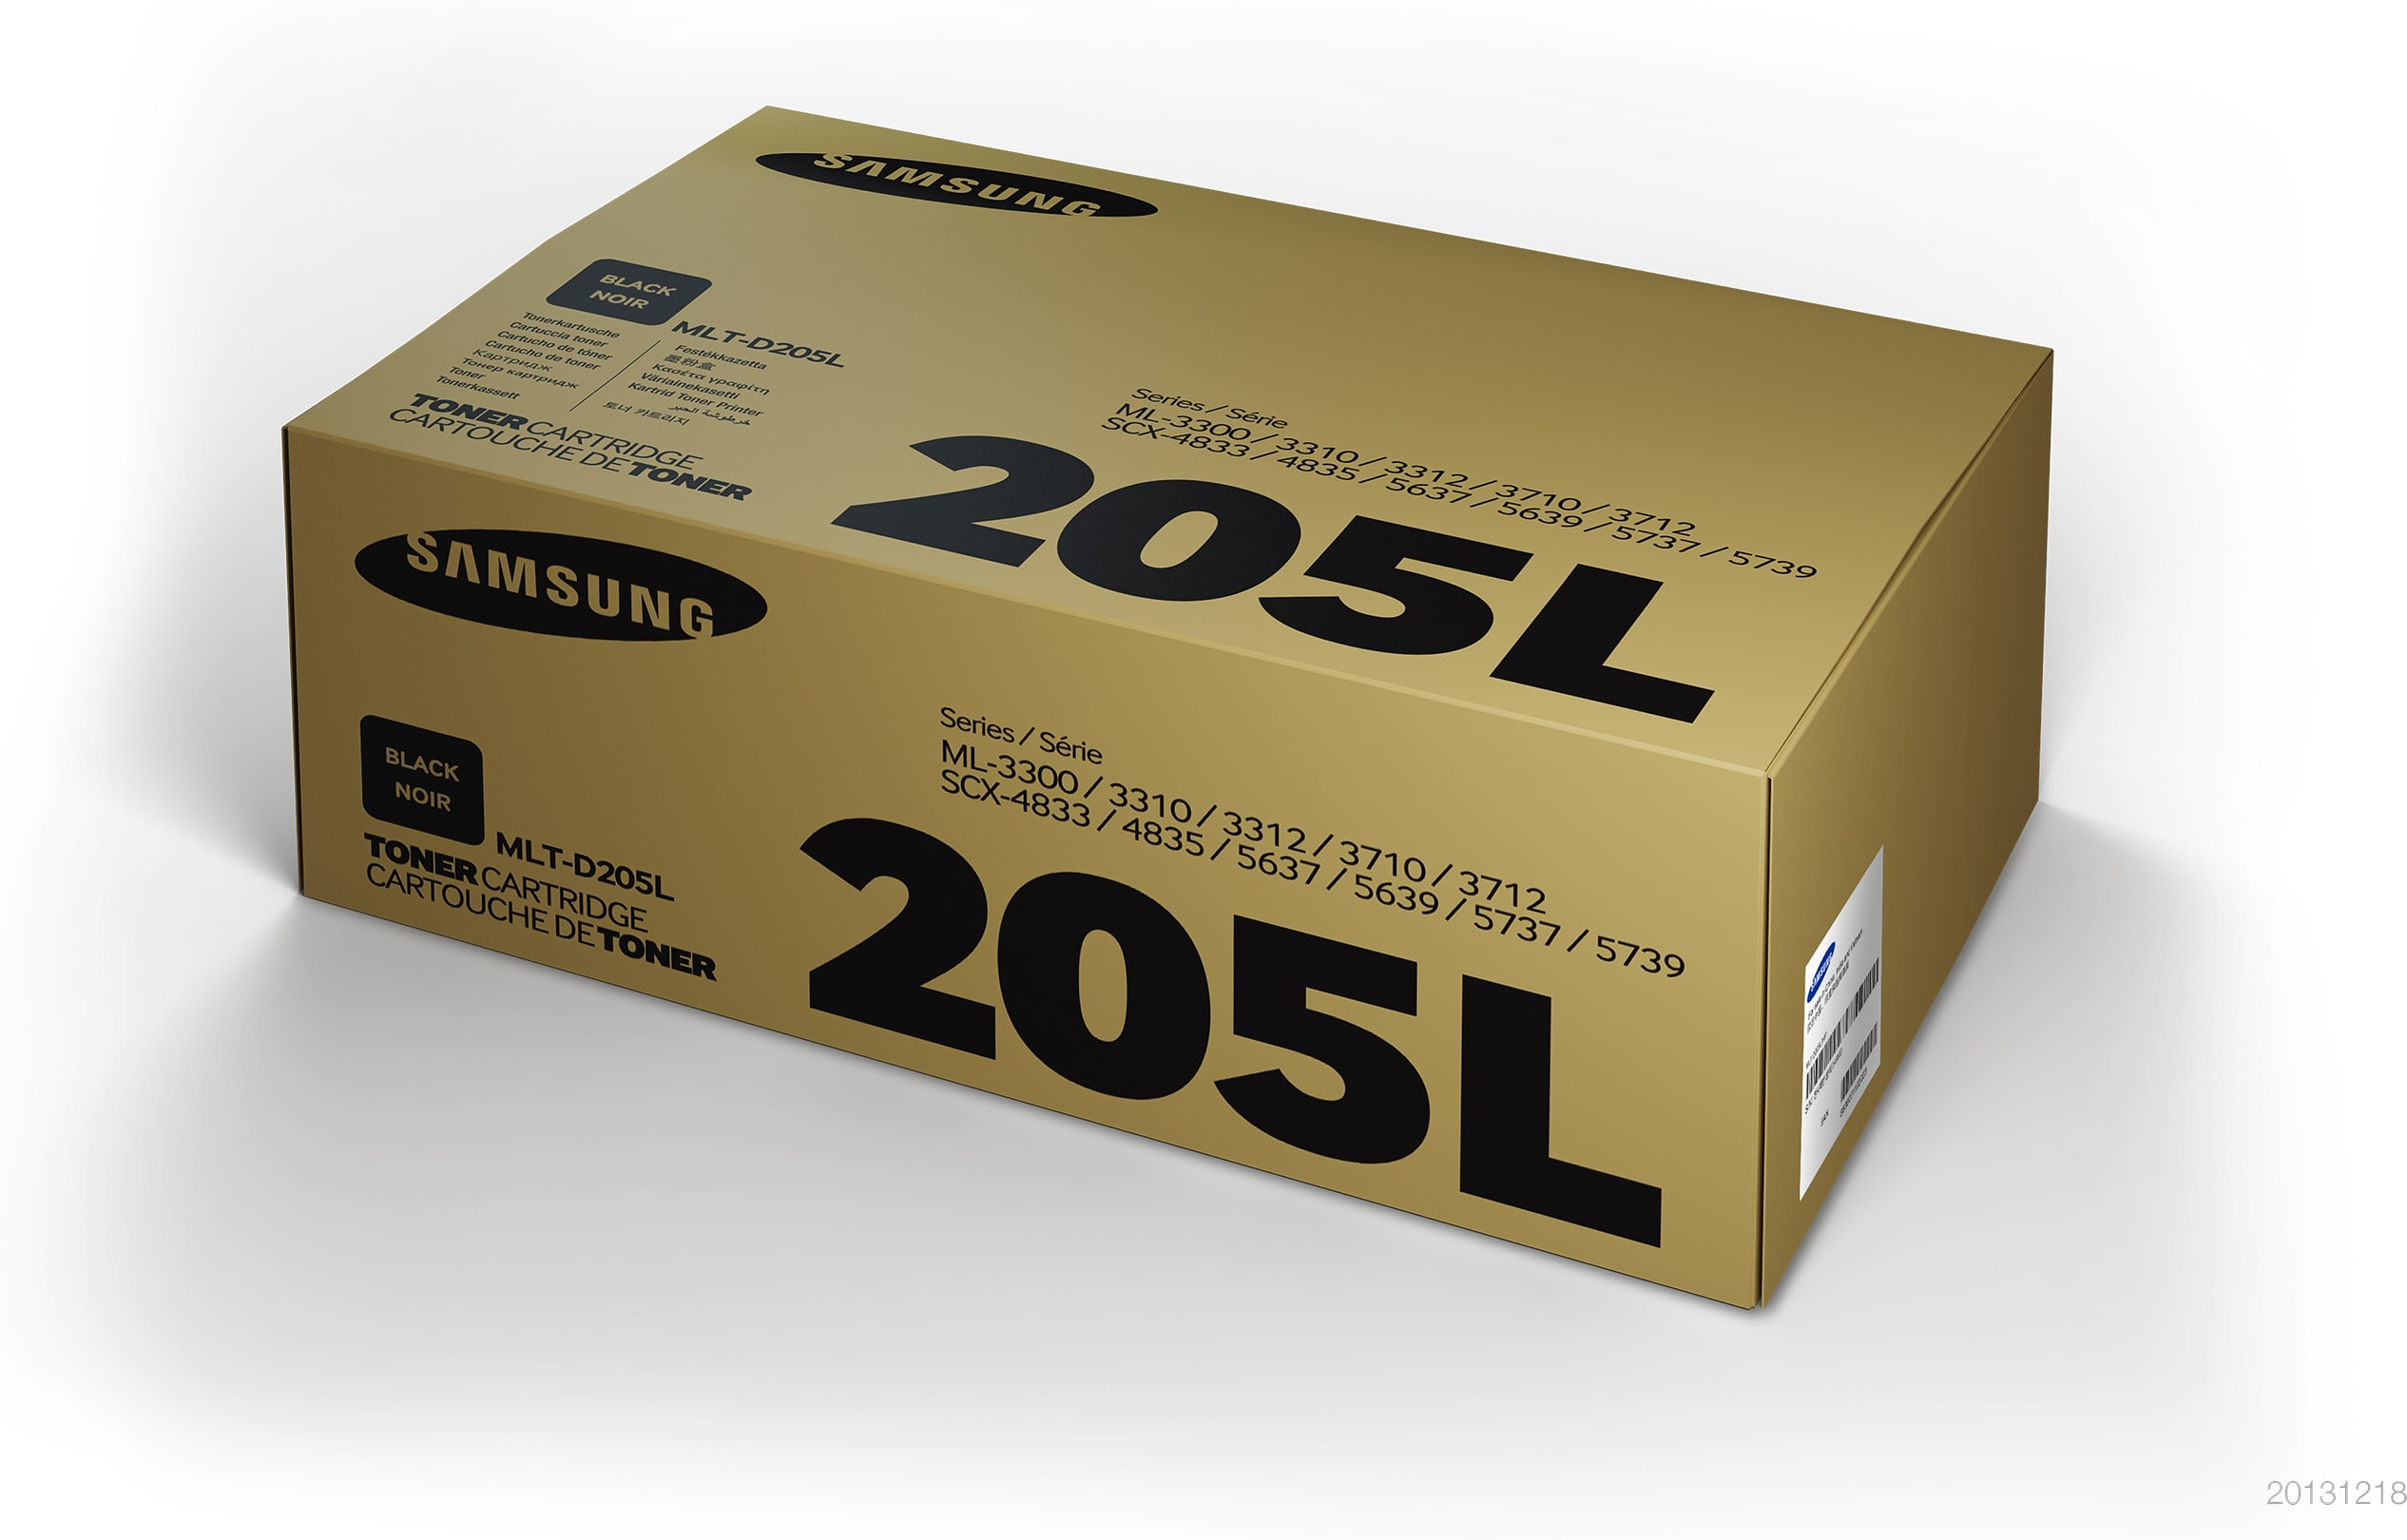 SAMSUNG
BLACK
NOIR
MLT-D205L
Tonerkartusche
Cartuccia toner
Cartucho de tóner
Cartucho de toner
Картридж
Тонер картридж
Toner
Tonerkassett
Festékkazetta
墨粉盒
Κασέτα γραφίτη
Väriainekasetti
Kartrid Toner Printer
خرطوشة الحبر
토너 카트리지
TONER CARTRIDGE
CARTOUCHE DE TONER
Series / Série
ML-3300 / 3310 / 3312 / 3710 / 3712
SCX-4833 / 4835 / 5637 / 5639 / 5737 / 5739
205L
SAMSUNG
BLACK
NOIR
MLT-D205L
TONER CARTRIDGE
CARTOUCHE DE TONER
Series / Série
ML-3300 / 3310 / 3312 / 3710 / 3712
SCX-4833 / 4835 / 5637 / 5639 / 5737 / 5739
205L
SAMSUNG
20131218